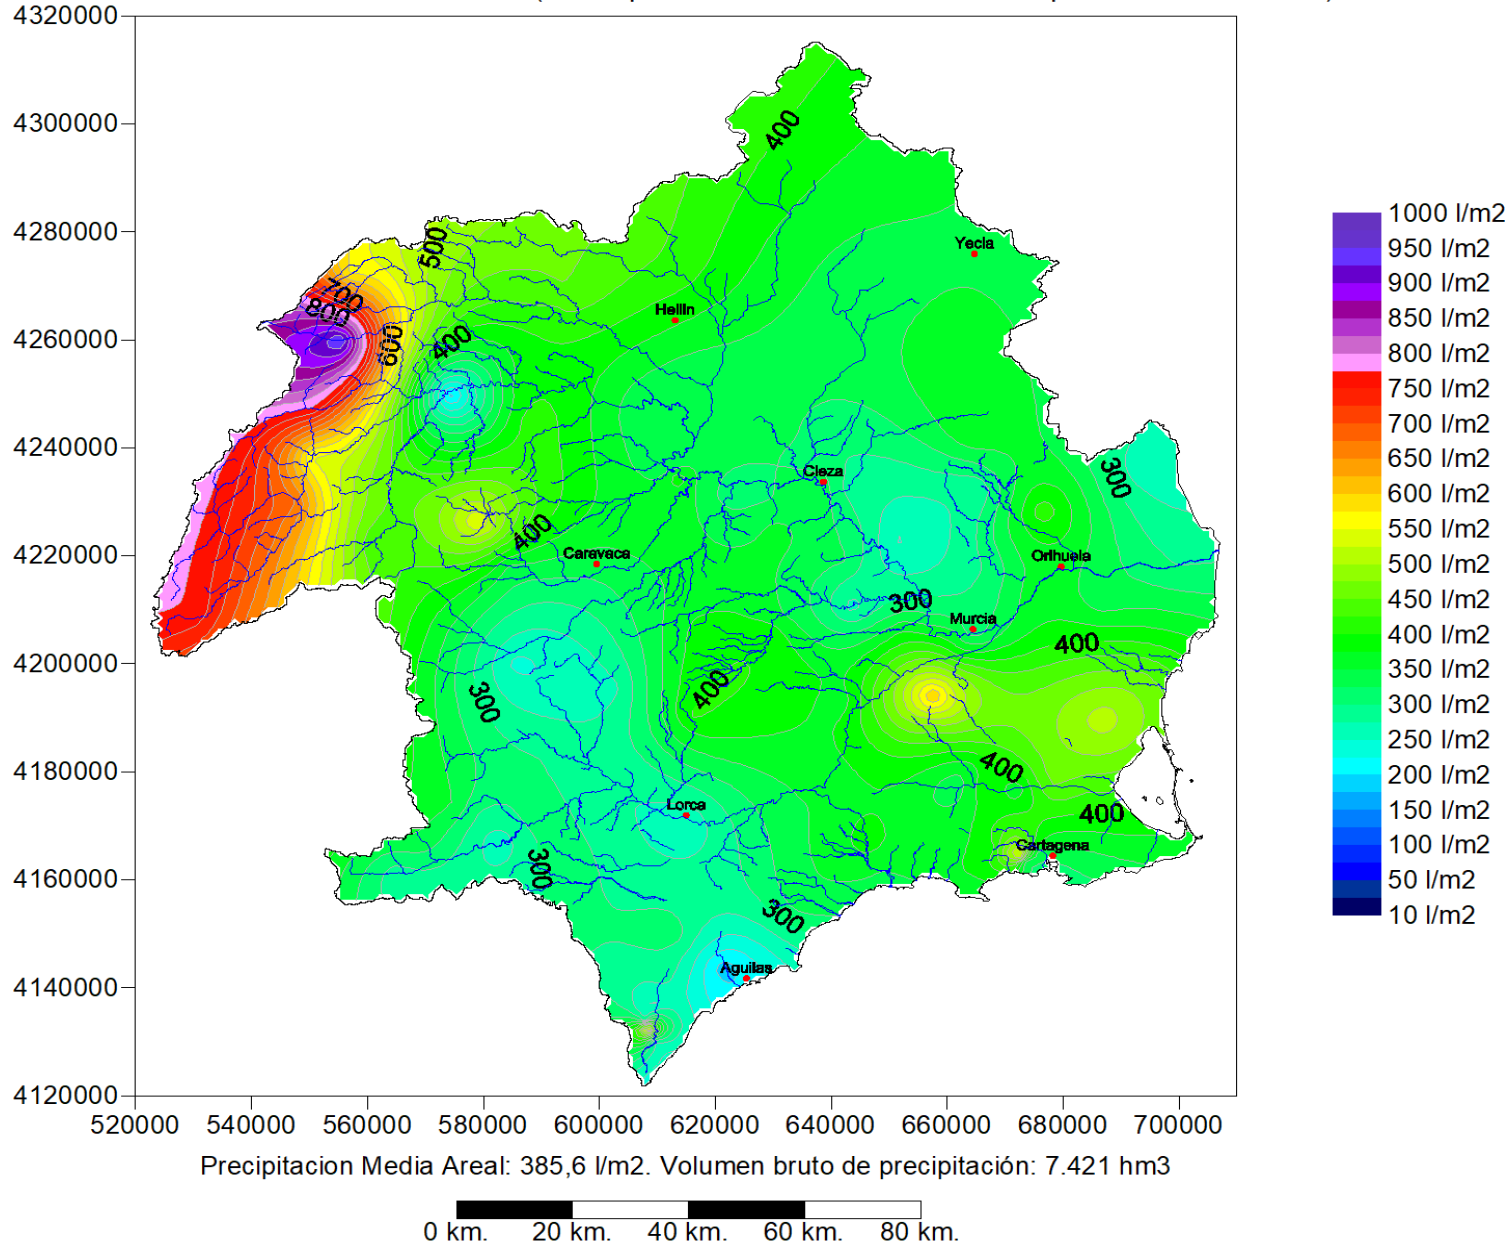 4320000
4300000
4280000
4260000
4240000
4220000
4200000
4180000
4160000
4140000
4120000
520000 540000 560000 580000 600000 620000 640000 660000 680000 700000
400
Yecla
500
700
800
600
400
Hellin
300
Cieza
400
Caravaca
Orihuela
300
Murcia
400
300
400
400
400
Lorca
Cartagena
300
300
Aguilas
1000 l/m2
950 l/m2
900 l/m2
850 l/m2
800 l/m2
750 l/m2
700 l/m2
650 l/m2
600 l/m2
550 l/m2
500 l/m2
450 l/m2
400 l/m2
350 l/m2
300 l/m2
250 l/m2
200 l/m2
150 l/m2
100 l/m2
50 l/m2
10 l/m2
Precipitacion Media Areal: 385,6 l/m2. Volumen bruto de precipitación: 7.421 hm3
0 km. 20 km. 40 km. 60 km. 80 km.